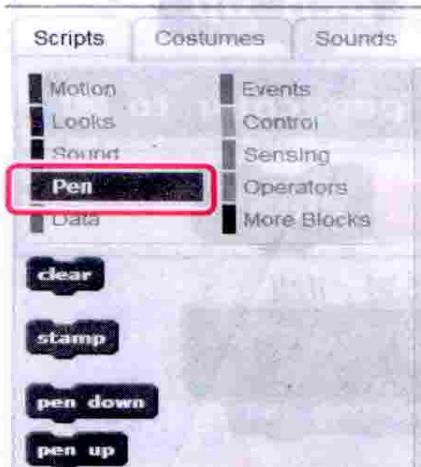 Scripts Costumes Sounds
Motion Events
Looks Control
Sound Sensing
Pen Operators
Data More Blocks
clear
stamp
pen down
pen up